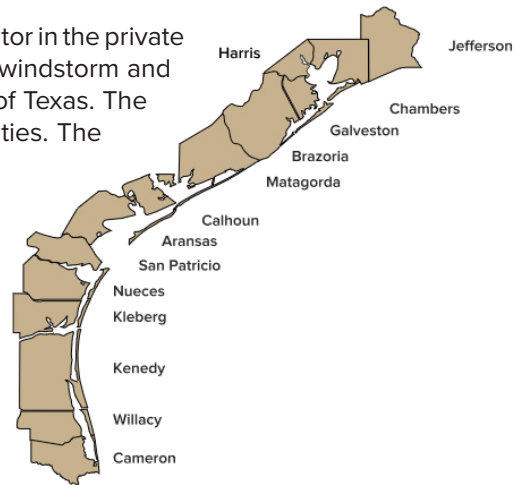 tor in the private
windstorm and
of Texas. The
ties. The
Harris
Jefferson
Chambers
Galveston
Brazoria
Matagorda
Calhoun
Aransas
San Patricio
Nueces
Kleberg
Kenedy
Willacy
Cameron